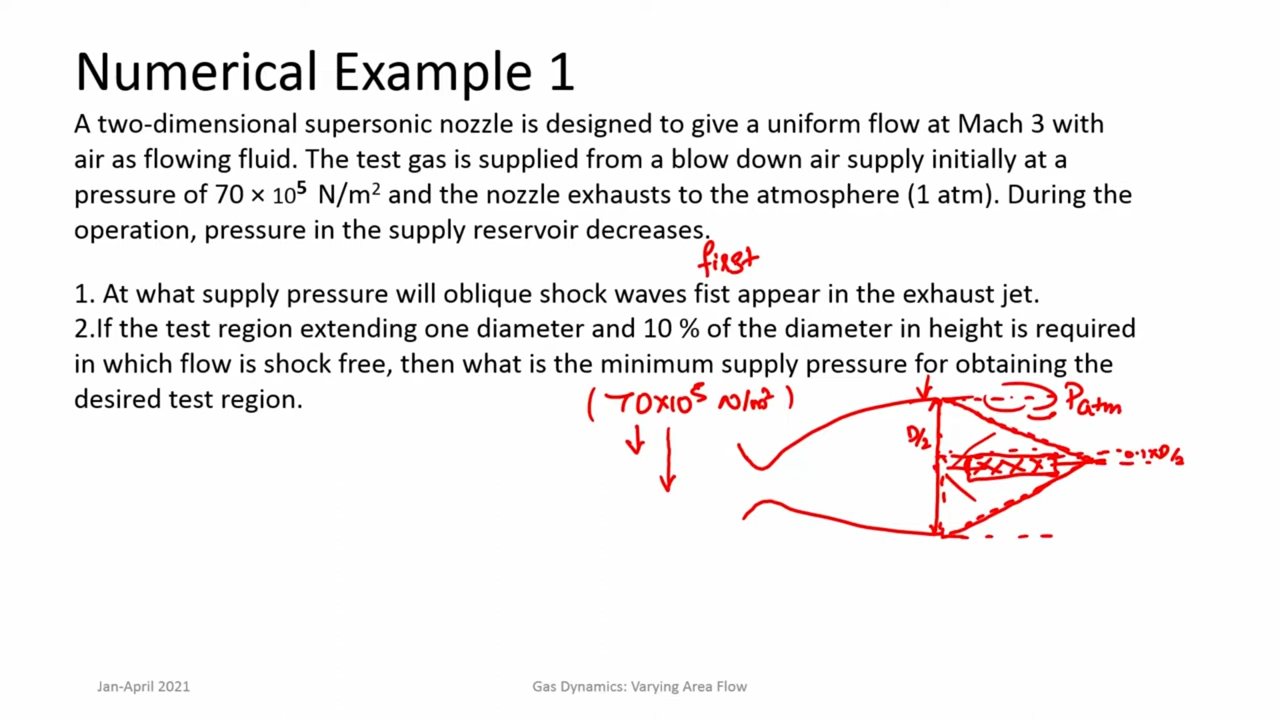 Numerical Example 1
A two-dimensional supersonic nozzle is designed to give a uniform flow at Mach 3 with
air as flowing fluid. The test gas is supplied from a blow down air supply initially at a
pressure of 70 × 10⁵ N/m² and the nozzle exhausts to the atmosphere (1 atm). During the
operation, pressure in the supply reservoir decreases.
first
1. At what supply pressure will oblique shock waves fist appear in the exhaust jet.
2.If the test region extending one diameter and 10 % of the diameter in height is required
in which flow is shock free, then what is the minimum supply pressure for obtaining the
desired test region.
(70×10⁵ N/m²)
Patm
D/2
0.1×D/2
Jan-April 2021
Gas Dynamics: Varying Area Flow